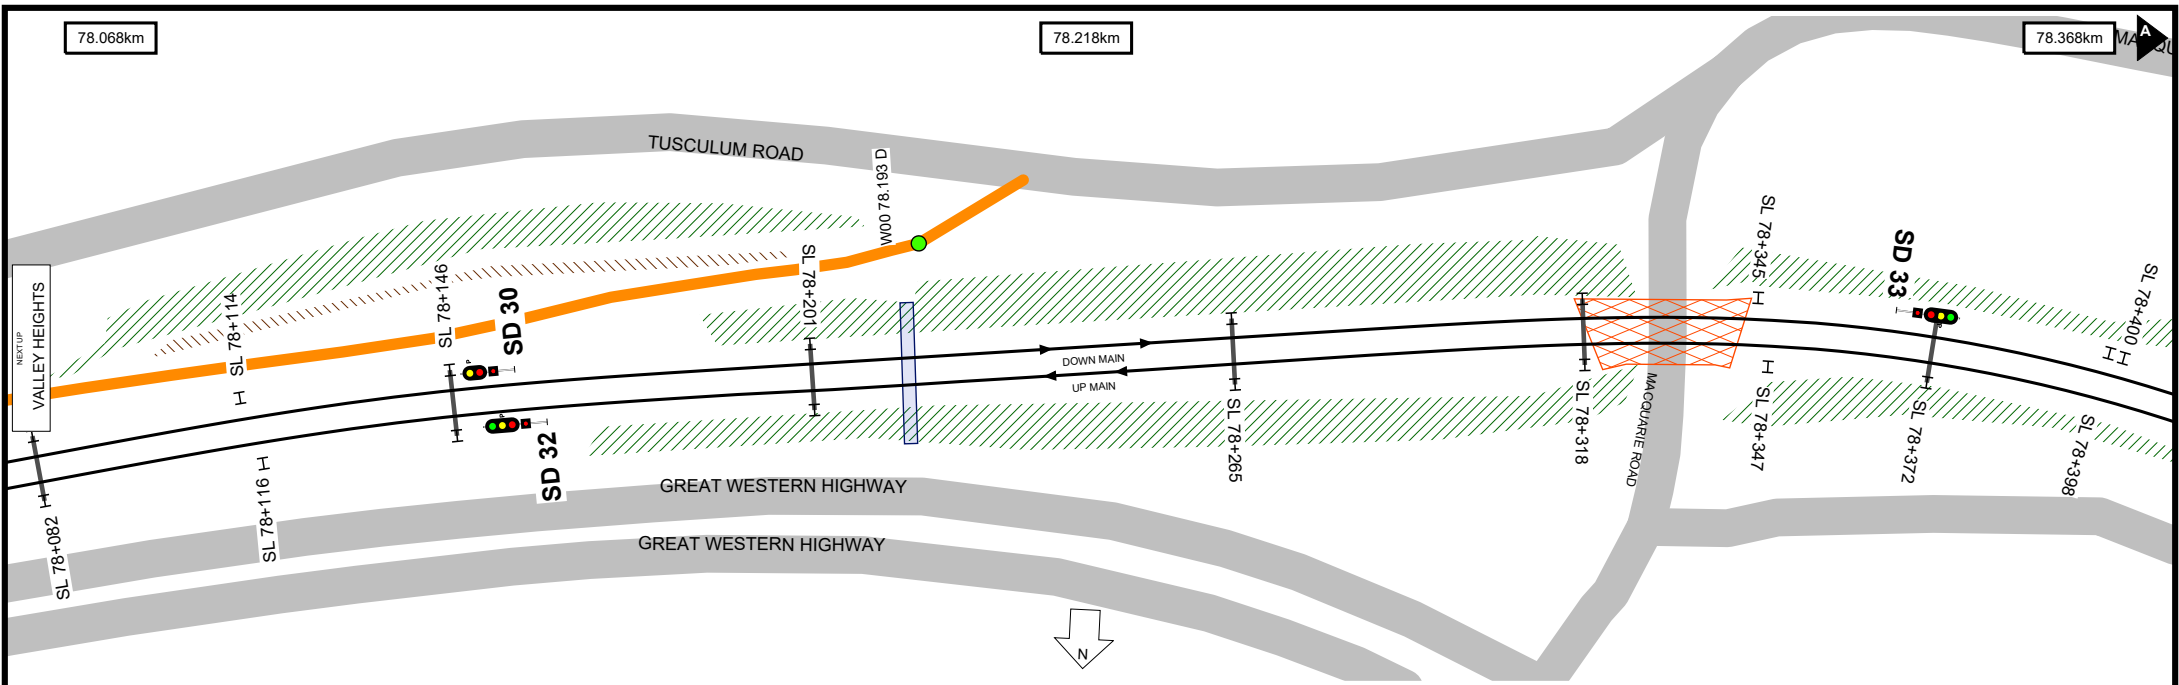 78.068km
78.218km
78.368km
A
TUSCULUM ROAD
W00 78.193 D
NEXT UP
VALLEY HEIGHTS
SL 78+114
SL 78+146
SD 30
SL 78+201
SL 78+345
SD 33
SL 78+400
DOWN MAIN
UP MAIN
SL 78+082
SL 78+116
SD 32
SL 78+265
SL 78+318
MACQUARIE ROAD
SL 78+347
SL 78+372
SL 78+398
GREAT WESTERN HIGHWAY
GREAT WESTERN HIGHWAY
N
P
P